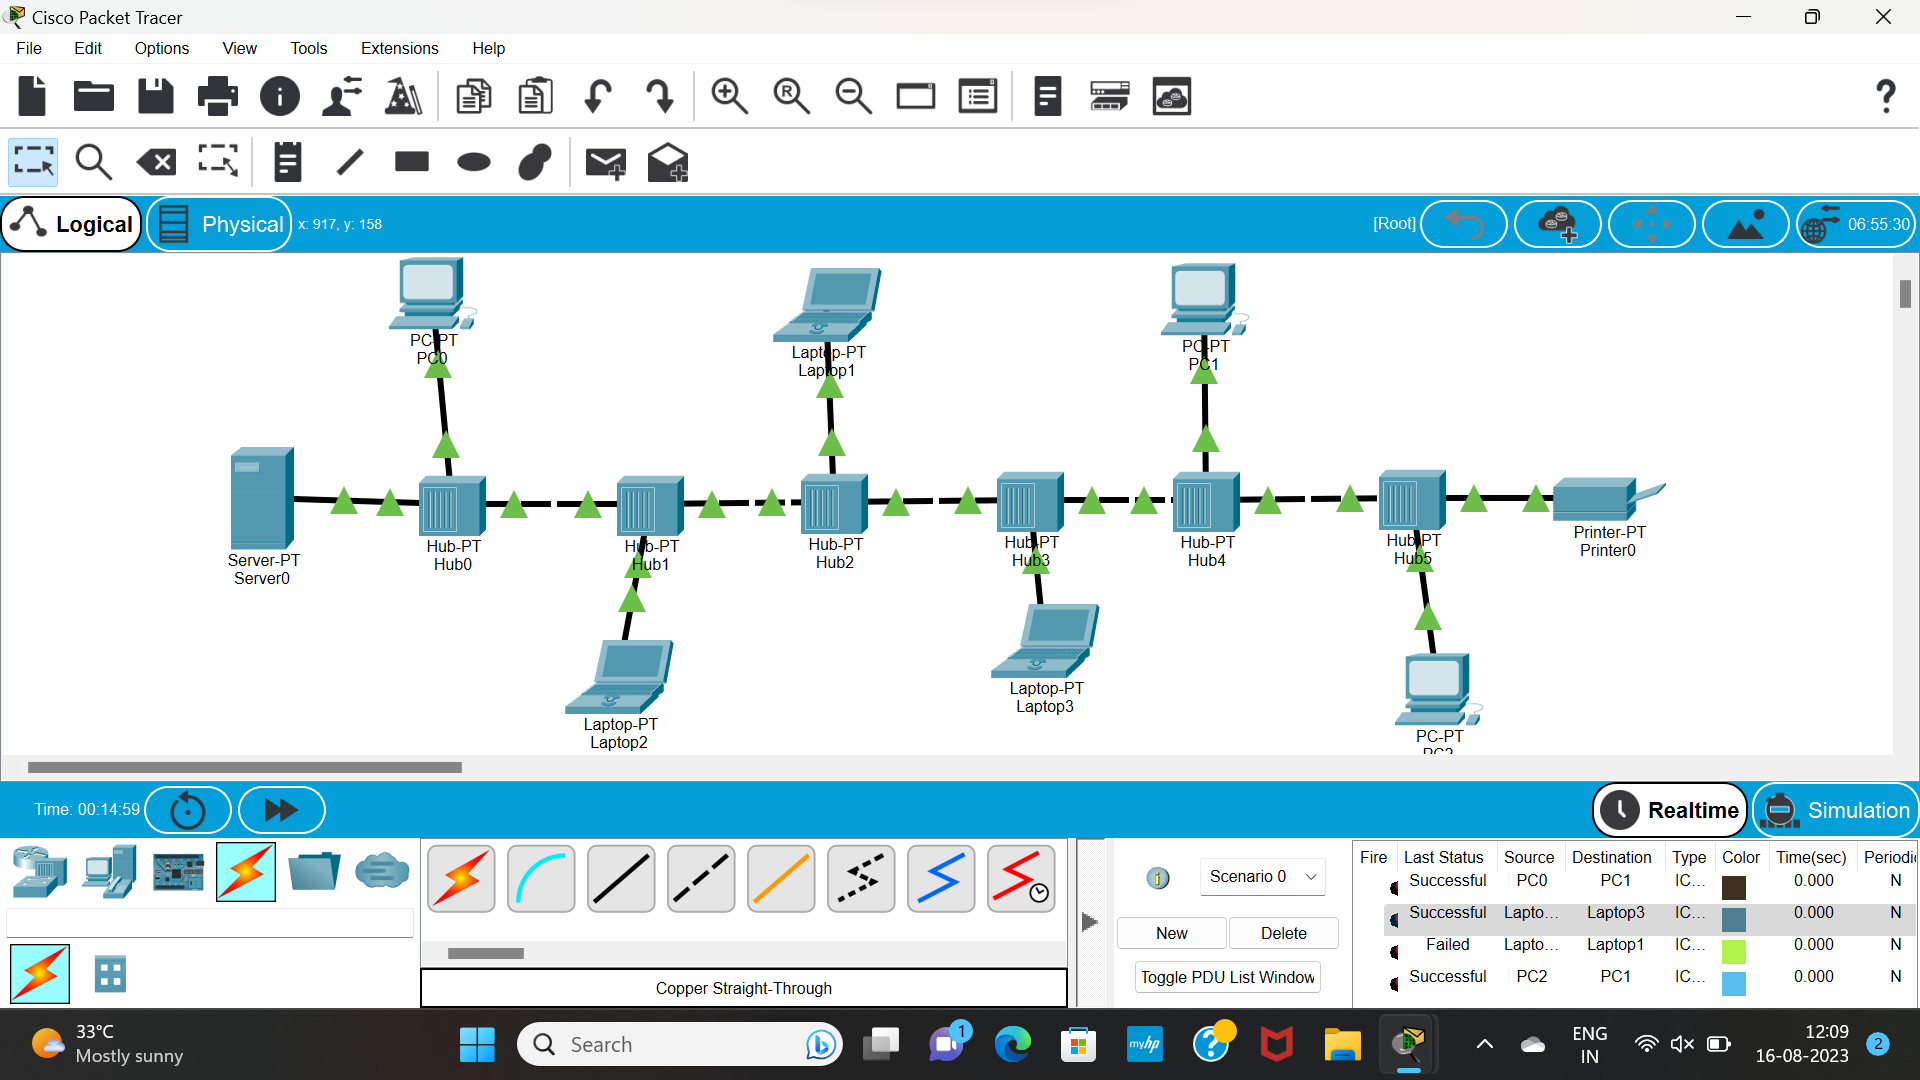 Cisco Packet Tracer
File Edit Options View Tools Extensions Help
Logical Physical x: 917, y: 158 [Root] 06:55:30
PC-PT
PC0
Laptop-PT
Laptop1
PC-PT
PC1
Server-PT
Server0
Hub-PT
Hub0
Hub-PT
Hub1
Hub-PT
Hub2
Hub-PT
Hub3
Hub-PT
Hub4
Hub-PT
Hub5
Printer-PT
Printer0
Laptop-PT
Laptop2
Laptop-PT
Laptop3
PC-PT
PC2
Time: 00:14:59 Realtime Simulation
Scenario 0
New Delete
Toggle PDU List Window
Copper Straight-Through
Fire Last Status Source Destination Type Color Time(sec) Periodic
Successful PC0 PC1 IC... 0.000 N
Successful Lapto... Laptop3 IC... 0.000 N
Failed Lapto... Laptop1 IC... 0.000 N
Successful PC2 PC1 IC... 0.000 N
33°C
Mostly sunny
Search
1
myhp
ENG
IN
12:09
16-08-2023
2